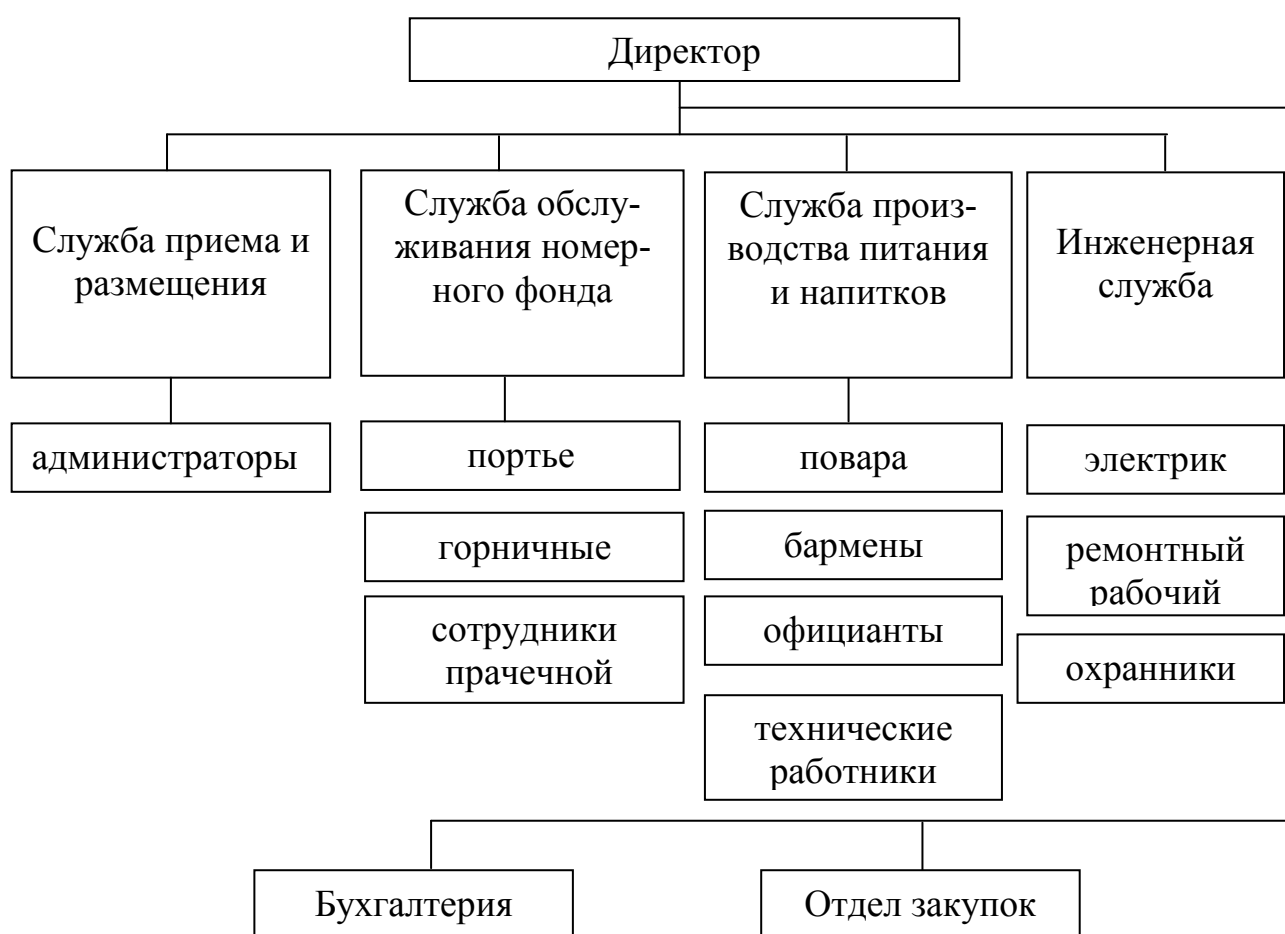 Директор
Служба приема и
размещения
Служба обслу-
живания номер-
ного фонда
Служба произ-
водства питания
и напитков
Инженерная
служба
администраторы
портье
повара
электрик
горничные
бармены
ремонтный
рабочий
сотрудники
прачечной
официанты
охранники
технические
работники
Бухгалтерия
Отдел закупок